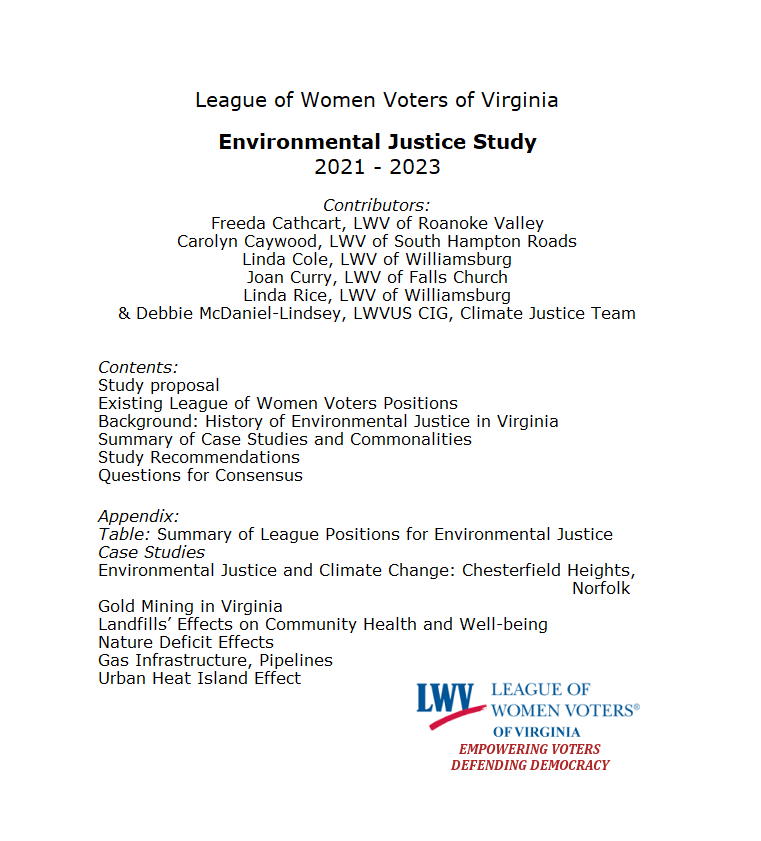 League of Women Voters of Virginia
Environmental Justice Study
2021 - 2023
Contributors:
Freeda Cathcart, LWV of Roanoke Valley
Carolyn Caywood, LWV of South Hampton Roads
Linda Cole, LWV of Williamsburg
Joan Curry, LWV of Falls Church
Linda Rice, LWV of Williamsburg
& Debbie McDaniel-Lindsey, LWVUS CIG, Climate Justice Team
Contents:
Study proposal
Existing League of Women Voters Positions
Background: History of Environmental Justice in Virginia
Summary of Case Studies and Commonalities
Study Recommendations
Questions for Consensus
Appendix:
Table: Summary of League Positions for Environmental Justice
Case Studies
Environmental Justice and Climate Change: Chesterfield Heights,
Norfolk
Gold Mining in Virginia
Landfills’ Effects on Community Health and Well-being
Nature Deficit Effects
Gas Infrastructure, Pipelines
Urban Heat Island Effect
LWV LEAGUE OF
WOMEN VOTERS®
OF VIRGINIA
EMPOWERING VOTERS
DEFENDING DEMOCRACY